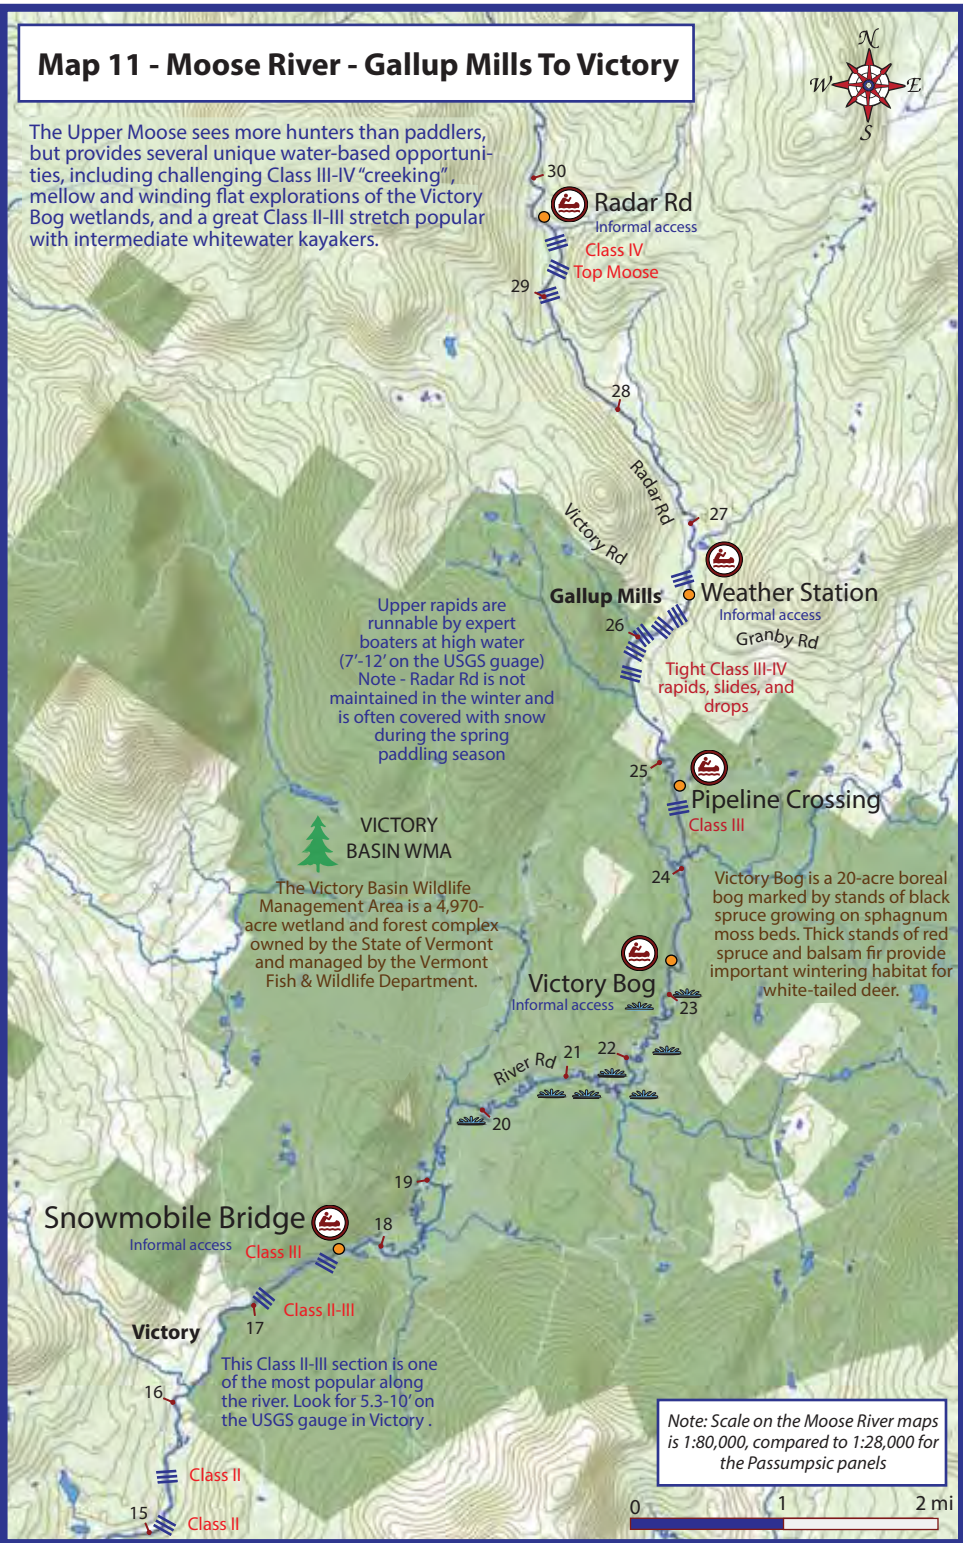 Map 11 - Moose River - Gallup Mills To Victory
N
W
E
S
The Upper Moose sees more hunters than paddlers,
but provides several unique water-based opportuni-
ties, including challenging Class III-IV “creeking”,
mellow and winding flat explorations of the Victory
Bog wetlands, and a great Class II-III stretch popular
with intermediate whitewater kayakers.
30
Radar Rd
Informal access
Class IV
Top Moose
29
28
Radar Rd
27
Victory Rd
Gallup Mills
Weather Station
Informal access
Granby Rd
26
Upper rapids are
runnable by expert
boaters at high water
(7'-12' on the USGS guage)
Note - Radar Rd is not
maintained in the winter and
is often covered with snow
during the spring
paddling season
Tight Class III-IV
rapids, slides, and
drops
25
Pipeline Crossing
Class III
VICTORY
BASIN WMA
The Victory Basin Wildlife
Management Area is a 4,970-
acre wetland and forest complex
owned by the State of Vermont
and managed by the Vermont
Fish & Wildlife Department.
24
Victory Bog is a 20-acre boreal
bog marked by stands of black
spruce growing on sphagnum
moss beds. Thick stands of red
spruce and balsam fir provide
important wintering habitat for
white-tailed deer.
Victory Bog
Informal access
23
22
21
River Rd
20
19
Snowmobile Bridge
Informal access
18
Class III
Class II-III
17
Victory
This Class II-III section is one
of the most popular along
the river. Look for 5.3-10' on
the USGS gauge in Victory .
16
Class II
15
Class II
Note: Scale on the Moose River maps
is 1:80,000, compared to 1:28,000 for
the Passumpsic panels
0
1
2 mi